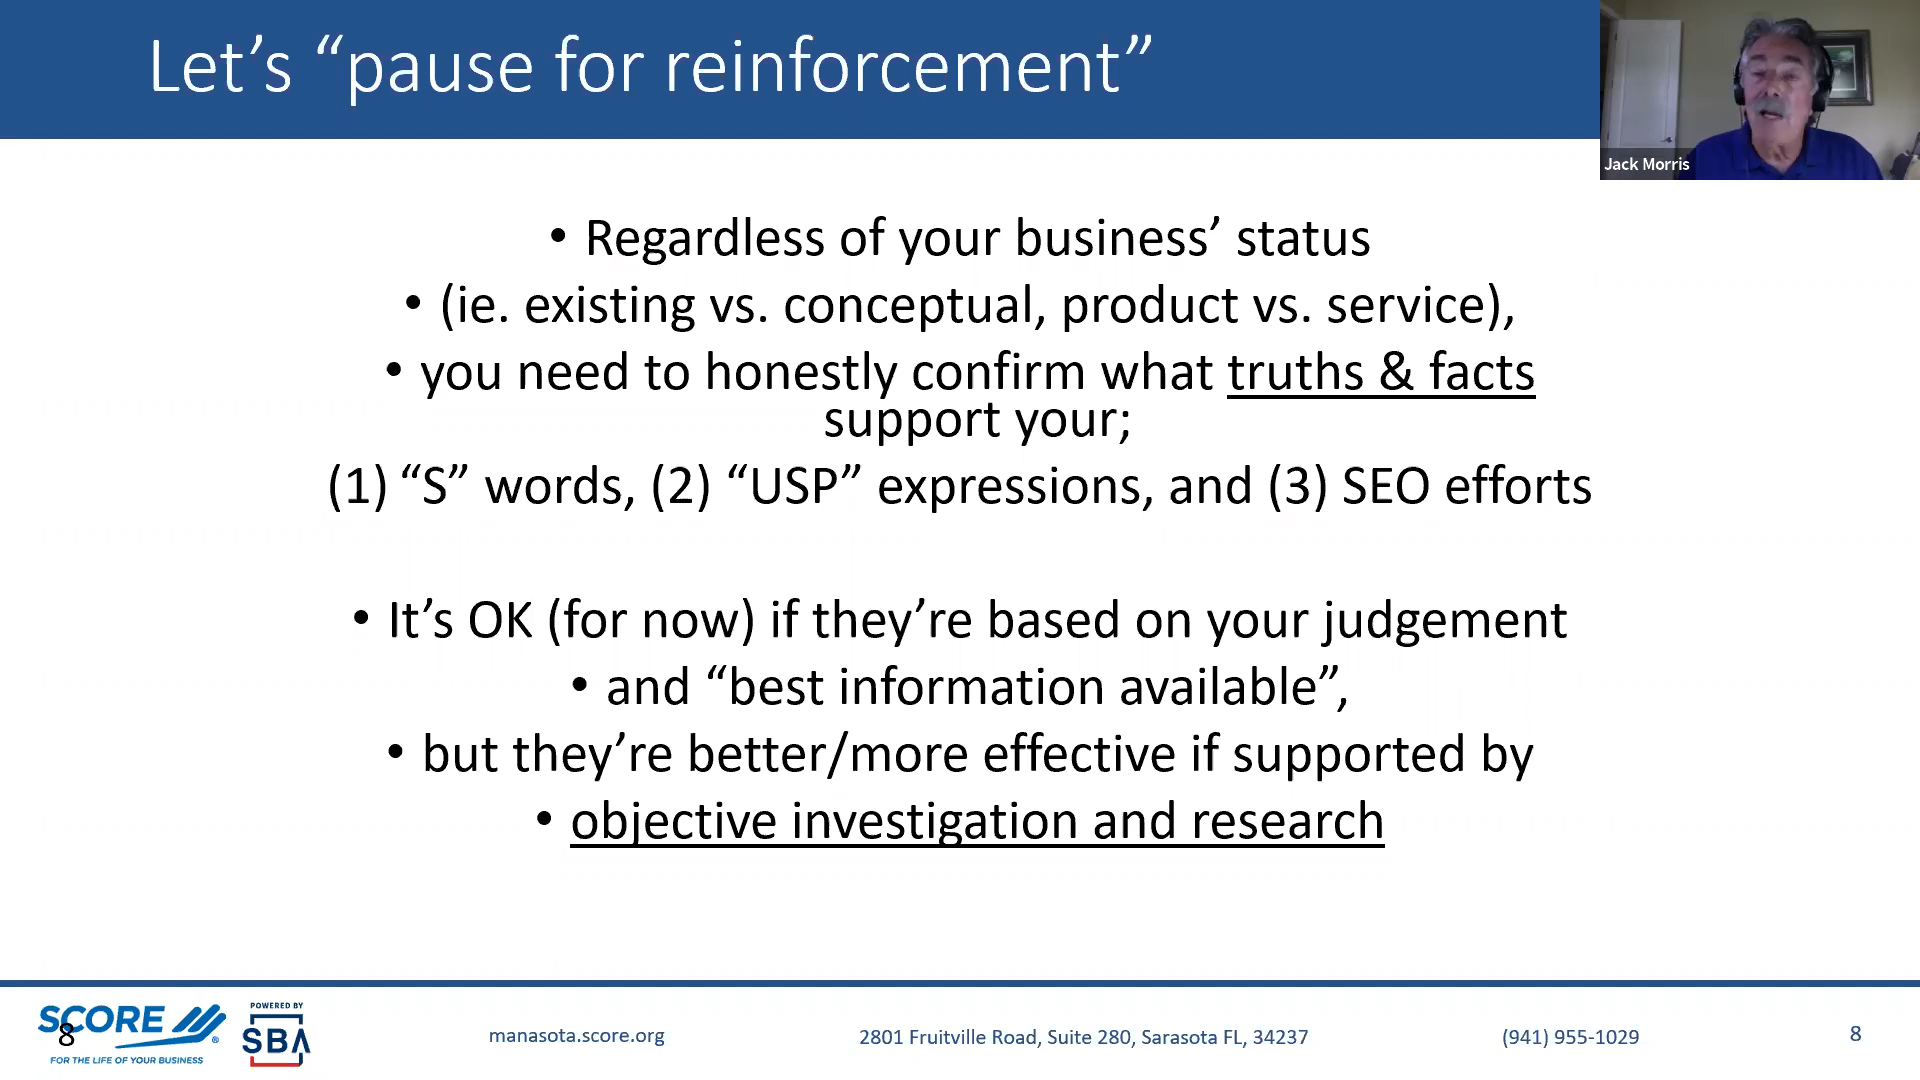 Let’s “pause for reinforcement”
Jack Morris
• Regardless of your business’ status
• (ie. existing vs. conceptual, product vs. service),
• you need to honestly confirm what truths & facts
support your;
(1) “S” words, (2) “USP” expressions, and (3) SEO efforts
• It’s OK (for now) if they’re based on your judgement
• and “best information available”,
• but they’re better/more effective if supported by
• objective investigation and research
SCORE
®
8
FOR THE LIFE OF YOUR BUSINESS
POWERED BY
SBA
manasota.score.org
2801 Fruitville Road, Suite 280, Sarasota FL, 34237
(941) 955-1029
8